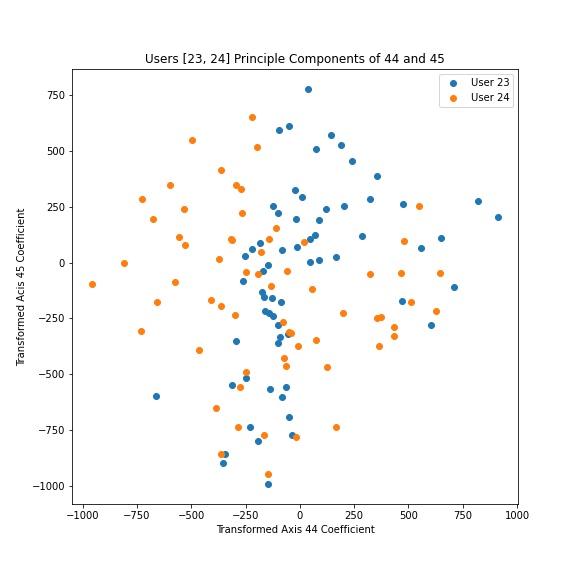 Users [23, 24] Principle Components of 44 and 45
User 23
User 24
Transformed Acis 45 Coefficient
750
500
250
0
−250
−500
−750
−1000
−1000 −750 −500 −250 0 250 500 750 1000
Transformed Axis 44 Coefficient